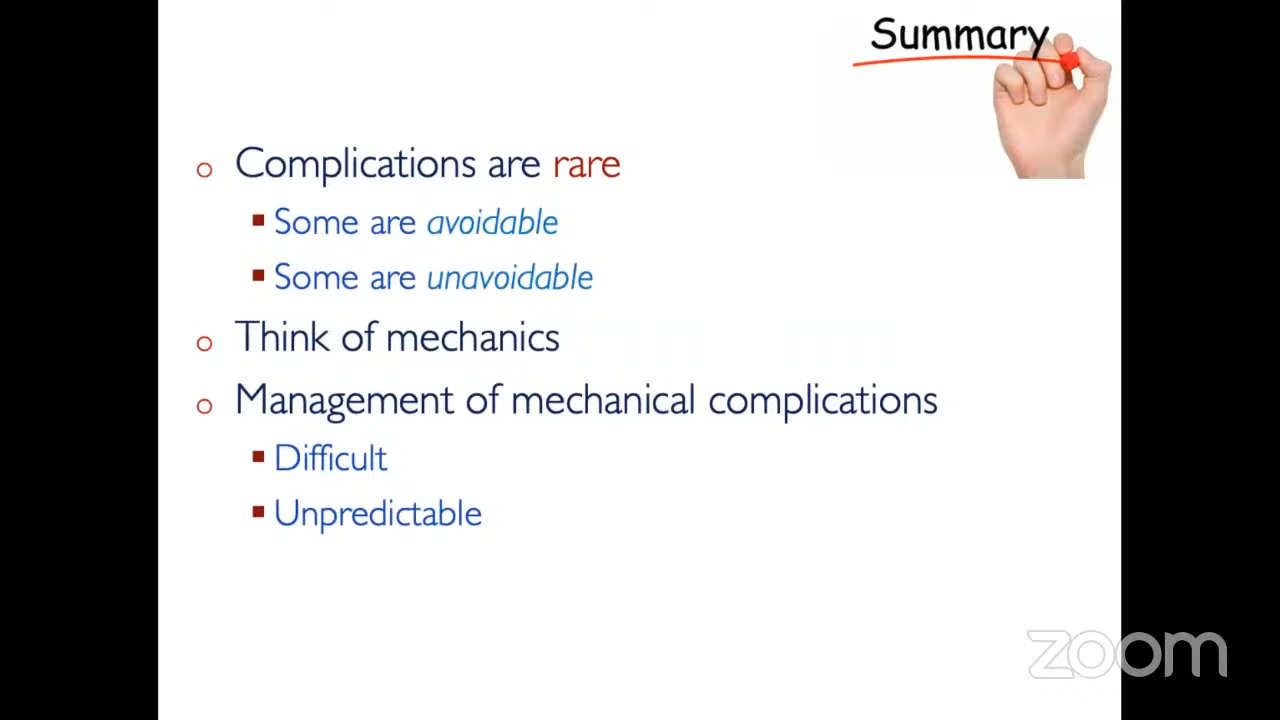 Summary
Complications are rare
Some are avoidable
Some are unavoidable
Think of mechanics
Management of mechanical complications
Difficult
Unpredictable
zoom